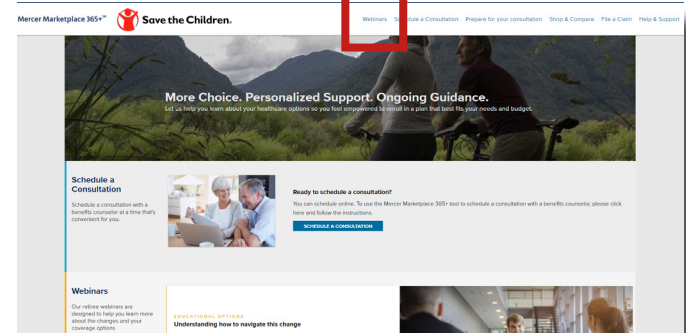 Mercer Marketplace 365+™ Save the Children. Webinars Schedule a Consultation Prepare for your consultation Shop & Compare File a Claim Help & Support
More Choice. Personalized Support. Ongoing Guidance.
Let us help you learn about your healthcare options so you feel empowered to enroll in a plan that best fits your needs and budget.
Schedule a
Consultation
Schedule a consultation with a
benefits counselor at a time that's
convenient for you.
Ready to schedule a consultation?
You can schedule online. To use the Mercer Marketplace 365+ tool to schedule a consultation with a benefits counselor, please click
here and follow the instructions.
SCHEDULE A CONSULTATION
Webinars
Our retiree webinars are
designed to help you learn more
about the changes and your
coverage options
EDUCATIONAL OPTIONS
Understanding how to navigate this change